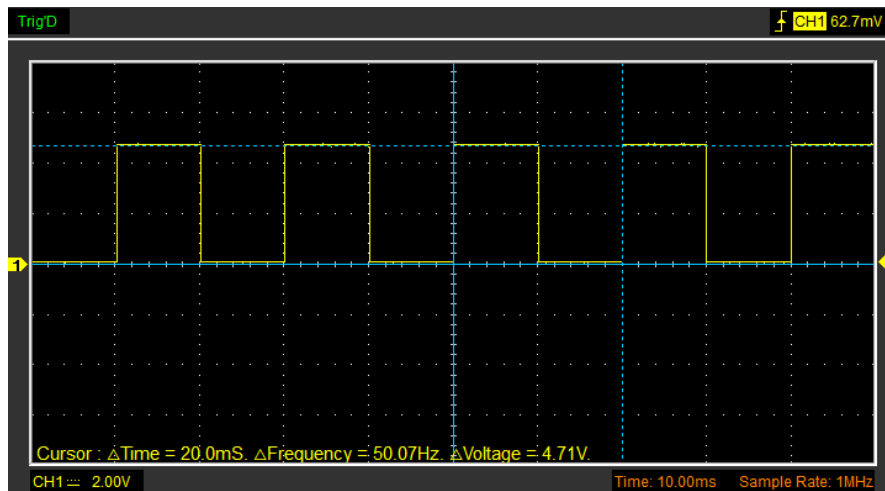 Trig'D
CH1 62.7mV
1
Cursor : △Time = 20.0mS. △Frequency = 50.07Hz. △Voltage = 4.71V.
CH1 2.00V
Time: 10.00ms Sample Rate: 1MHz